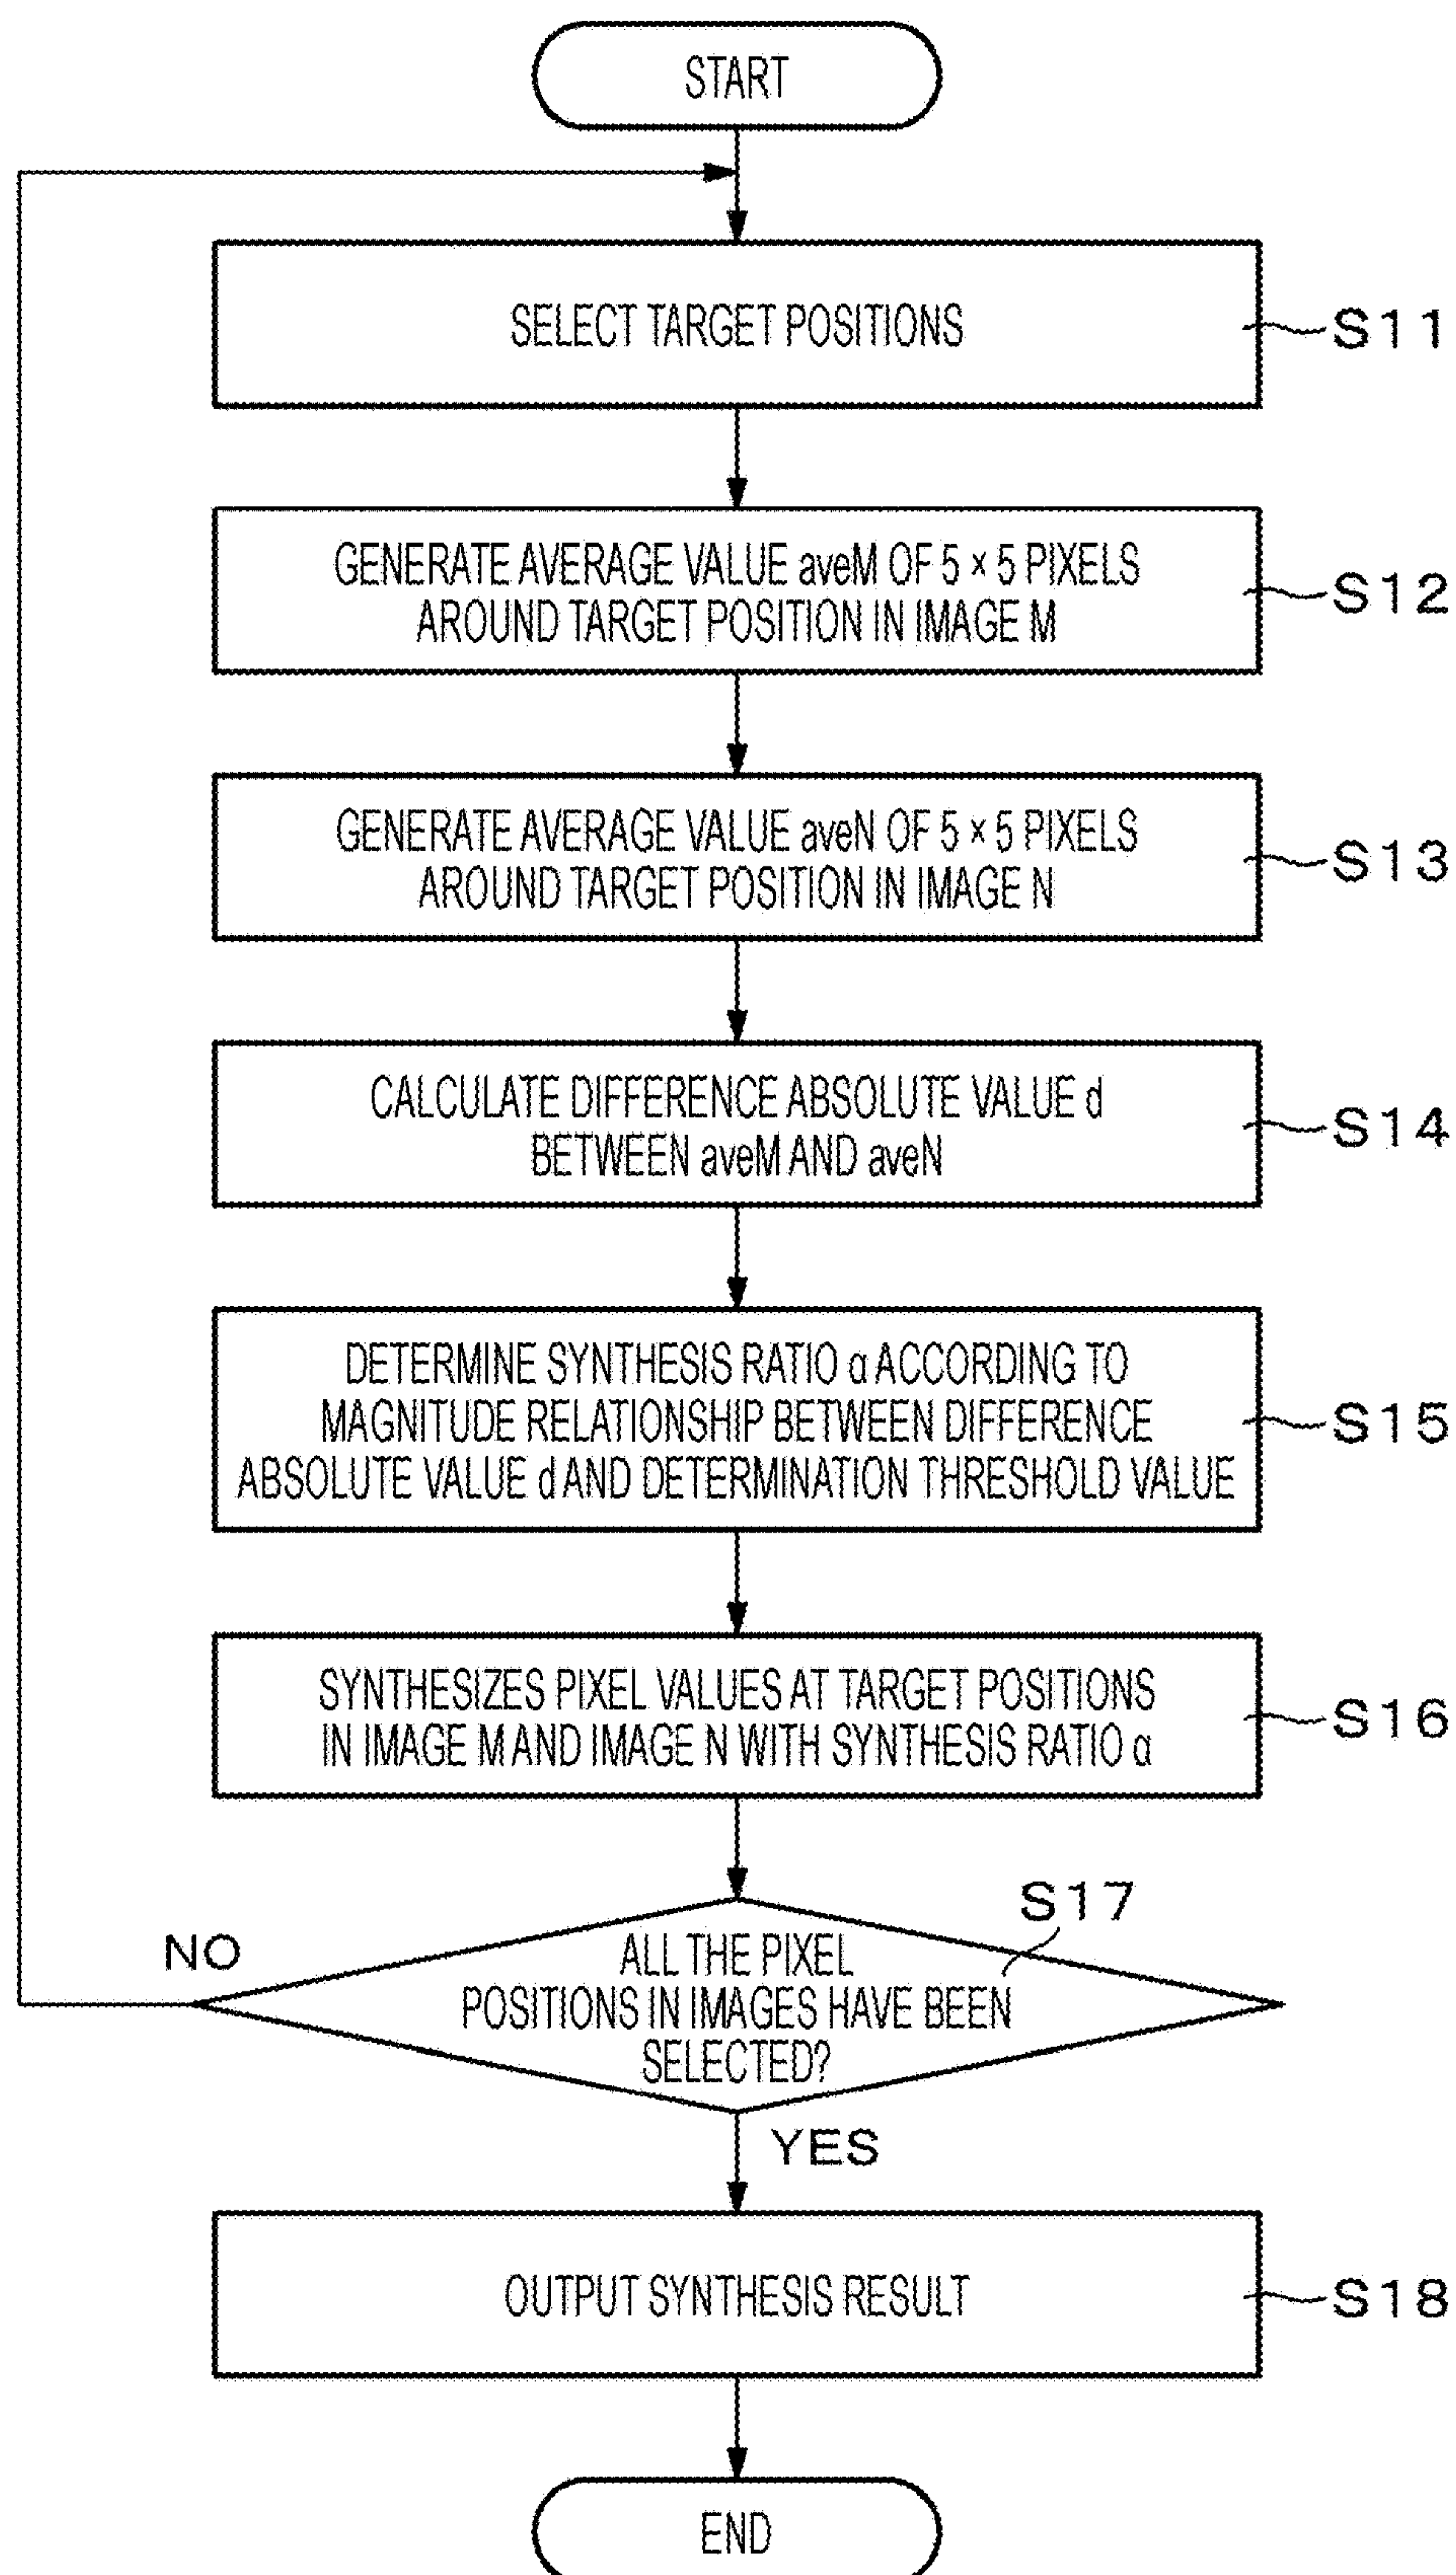 START
SELECT TARGET POSITIONS
S11
GENERATE AVERAGE VALUE aveM OF 5 × 5 PIXELS
AROUND TARGET POSITION IN IMAGE M
S12
GENERATE AVERAGE VALUE aveN OF 5 × 5 PIXELS
AROUND TARGET POSITION IN IMAGE N
S13
CALCULATE DIFFERENCE ABSOLUTE VALUE d
BETWEEN aveM AND aveN
S14
DETERMINE SYNTHESIS RATIO α ACCORDING TO
MAGNITUDE RELATIONSHIP BETWEEN DIFFERENCE
ABSOLUTE VALUE d AND DETERMINATION THRESHOLD VALUE
S15
SYNTHESIZES PIXEL VALUES AT TARGET POSITIONS
IN IMAGE M AND IMAGE N WITH SYNTHESIS RATIO α
S16
S17
NO
ALL THE PIXEL
POSITIONS IN IMAGES HAVE BEEN
SELECTED?
YES
OUTPUT SYNTHESIS RESULT
S18
END